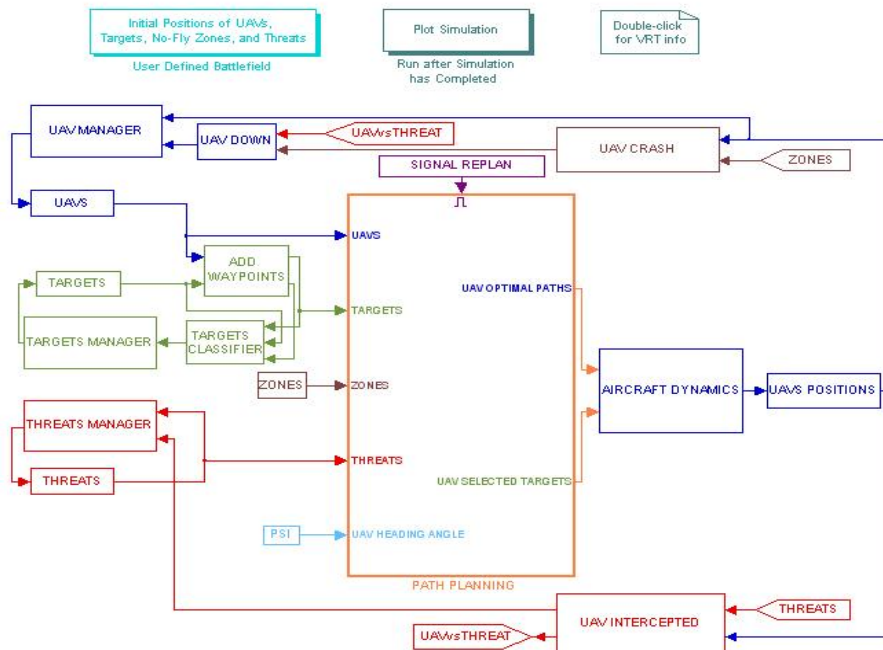 Initial Positions of UAVs,
Targets, No-Fly Zones, and Threats
User Defined Battlefield
Plot Simulation
Run after Simulation
has Completed
Double-click
for VRT info
UAV MANAGER
UAV DOWN
UAVvsTHREAT
UAV CRASH
ZONES
SIGNAL REPLAN
UAVS
UAVS
ADD
WAYPOINTS
TARGETS
UAV OPTIMAL PATHS
TARGETS
TARGETS MANAGER
TARGETS
CLASSIFIER
ZONES
ZONES
AIRCRAFT DYNAMICS
UAVS POSITIONS
THREATS MANAGER
THREATS
THREATS
UAV SELECTED TARGETS
PSI
UAV HEADING ANGLE
PATH PLANNING
THREATS
UAV INTERCEPTED
UAVvsTHREAT